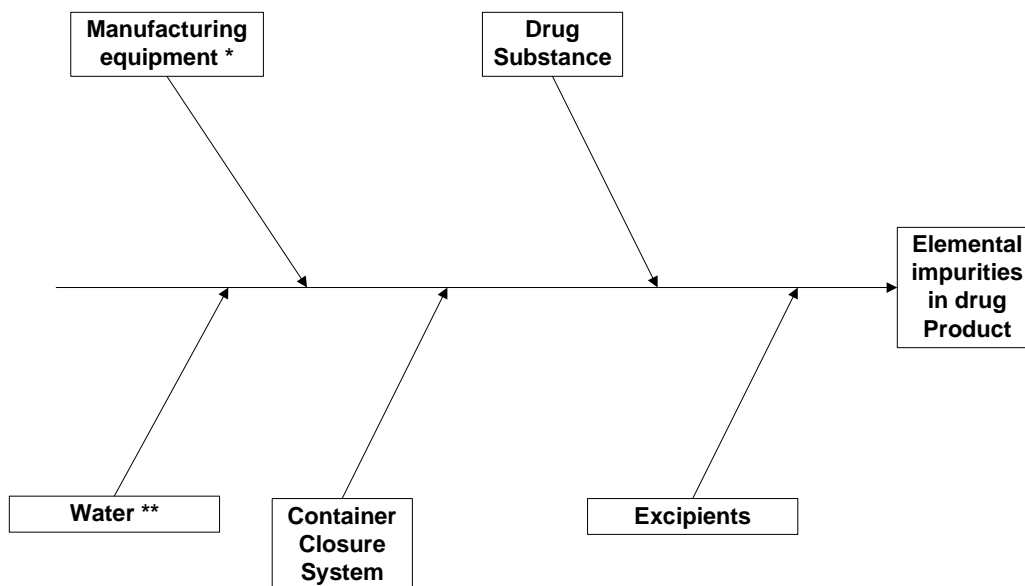 Manufacturing
equipment *
Drug
Substance
Elemental
impurities
in drug
Product
Water **
Container
Closure
System
Excipients